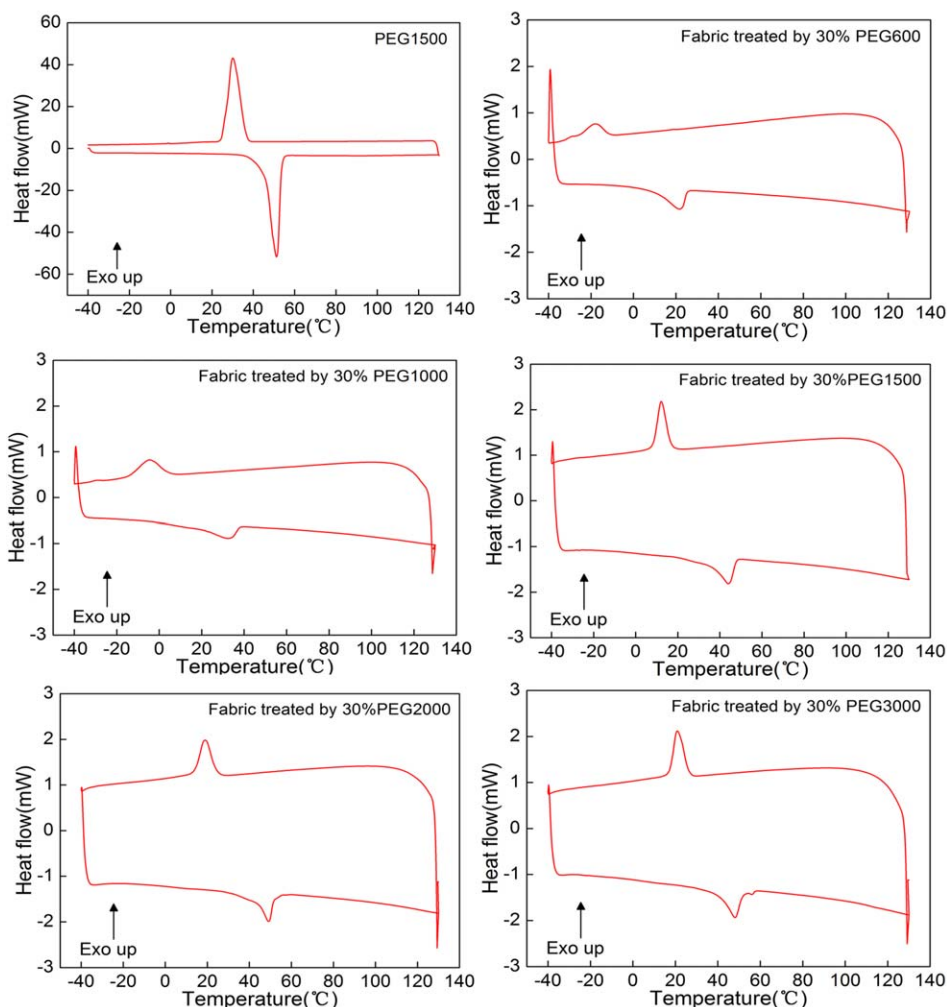 PEG1500
60
40
20
0
-20
-40
-60
Heat flow(mW)
Exo up
-40 -20 0 20 40 60 80 100 120 140
Temperature(℃)
Fabric treated by 30% PEG600
3
2
1
0
-1
-2
-3
Heat flow(mW)
Exo up
-40 -20 0 20 40 60 80 100 120 140
Temperature(℃)
Fabric treated by 30% PEG1000
3
2
1
0
-1
-2
-3
Heat flow(mW)
Exo up
-40 -20 0 20 40 60 80 100 120 140
Temperature(℃)
Fabric treated by 30%PEG1500
3
2
1
0
-1
-2
-3
Heat flow(mW)
Exo up
-40 -20 0 20 40 60 80 100 120 140
Temperature(℃)
Fabric treated by 30%PEG2000
3
2
1
0
-1
-2
-3
Heat flow(mW)
Exo up
-40 -20 0 20 40 60 80 100 120 140
Temperature(℃)
Fabric treated by 30% PEG3000
3
2
1
0
-1
-2
-3
Heat flow(mW)
Exo up
-40 -20 0 20 40 60 80 100 120 140
Temperature(℃)